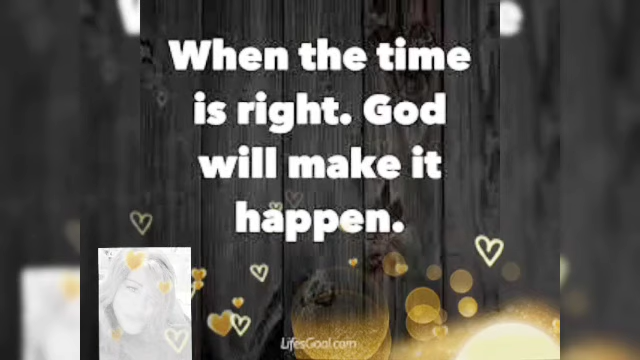 When the time
is right. God
will make it
happen.
LifesGoal.com